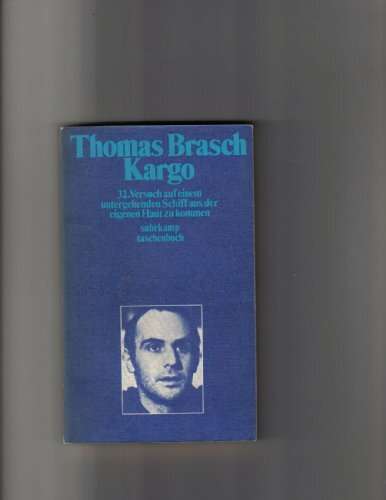 Thomas Brasch
Kargo
32. Versuch auf einem
untergehenden Schiff aus der
eigenen Haut zu kommen
suhrkamp
taschenbuch